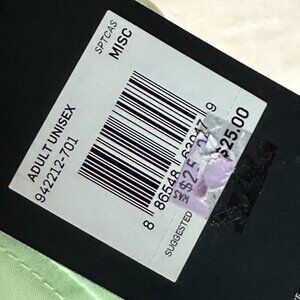 SPTCAS
MISC
ADULT UNISEX
942212-701
8 86548
9
SUGGESTED
$25.00